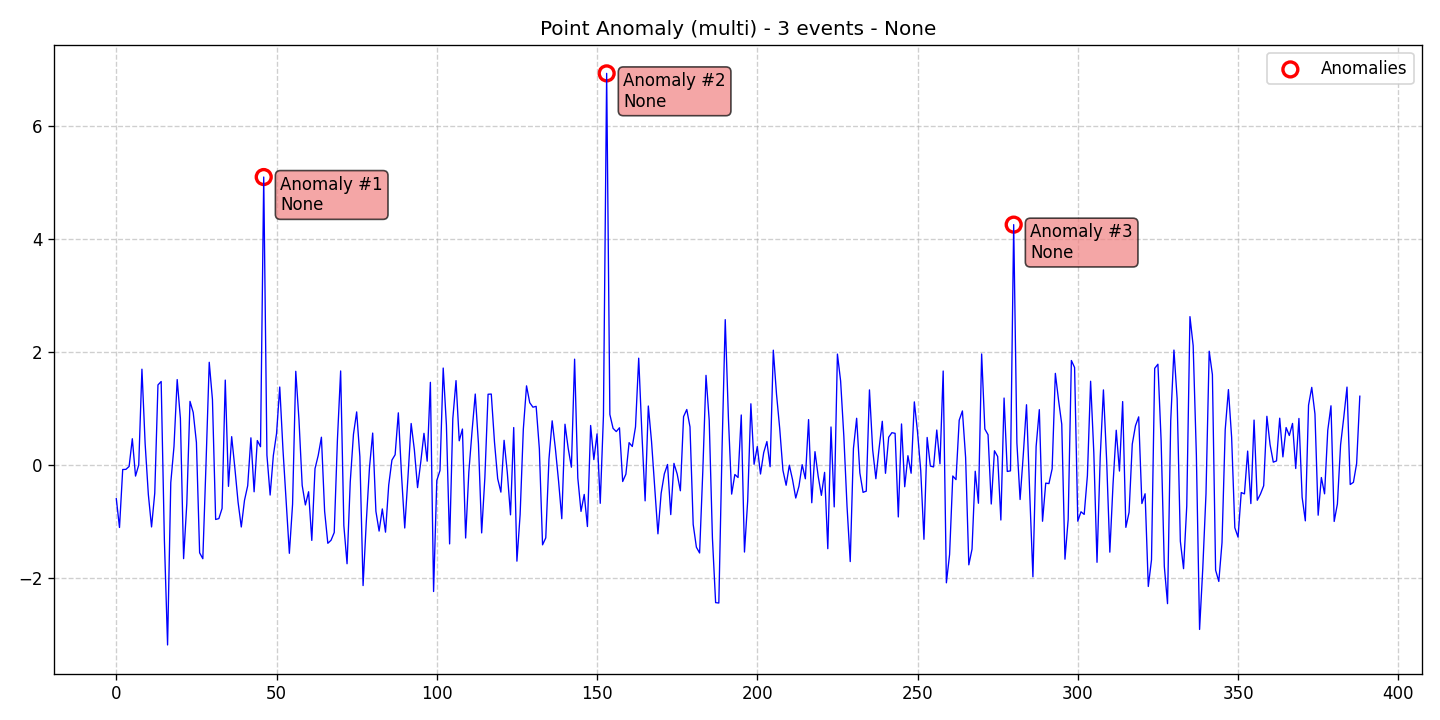 Point Anomaly (multi) - 3 events - None
Anomalies
Anomaly #2
None
Anomaly #1
None
Anomaly #3
None
6
4
2
0
−2
0 50 100 150 200 250 300 350 400